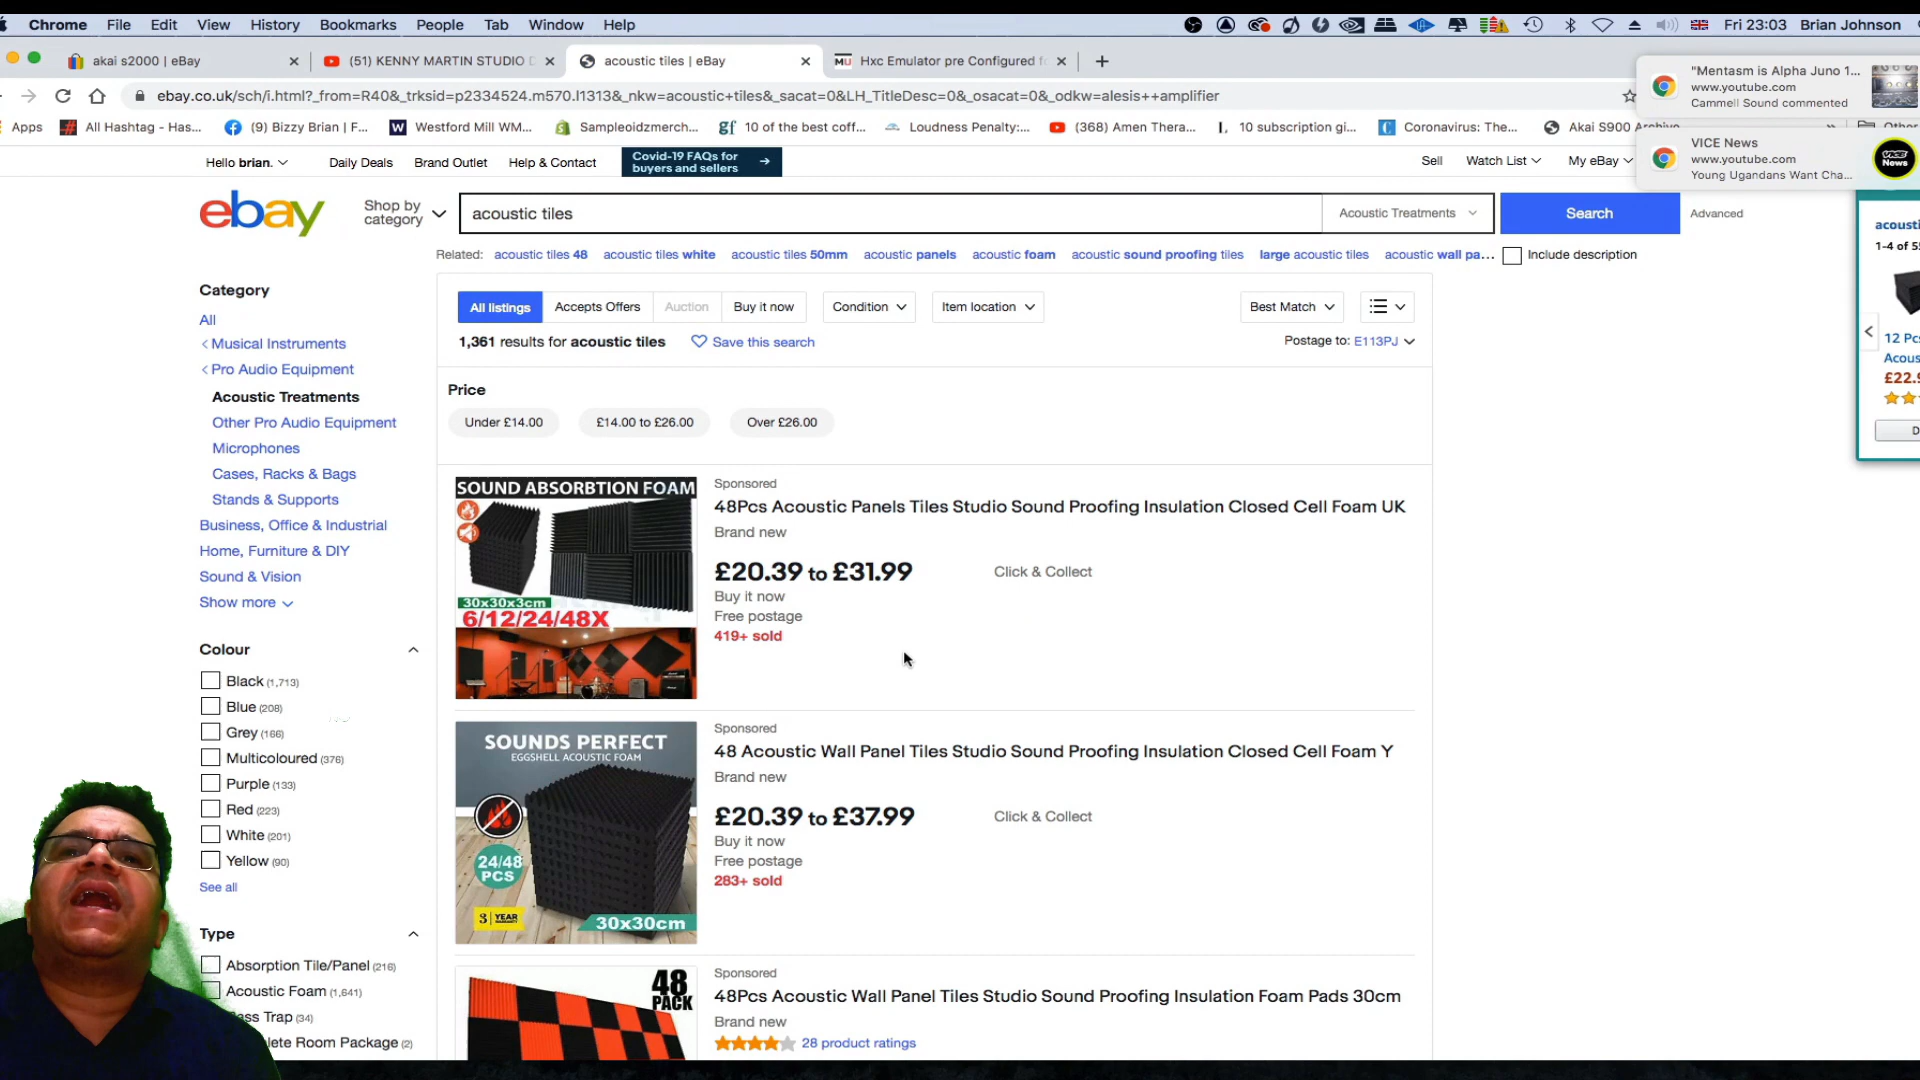 Chrome File Edit View History Bookmarks People Tab Window Help Fri 23:03 Brian Johnson
akai s2000 | eBay (51) KENNY MARTIN STUDIO D acoustic tiles | eBay Hxc Emulator pre Configured fo
ebay.co.uk/sch/i.html?_from=R40&_trksid=p2334524.m570.l1313&_nkw=acoustic+tiles&_sacat=0&LH_TitleDesc=0&_osacat=0&_odkw=alesis++amplifier
Apps All Hashtag - Has... (9) Bizzy Brian | F... Westford Mill WM... Sampleoidzmerch... 10 of the best coff... Loudness Penalty:... (368) Amen Thera... 10 subscription gi... Coronavirus: The... Akai S900 Archive
"Mentasm is Alpha Juno 1...
www.youtube.com
Cammell Sound commented
VICE News
www.youtube.com
Young Ugandans Want Cha...
VICE
News
Hello brian. Daily Deals Brand Outlet Help & Contact
Covid-19 FAQs for
buyers and sellers
Sell Watch List My eBay
ebay
Shop by
category
acoustic tiles
Acoustic Treatments
Search
Advanced
Related: acoustic tiles 48 acoustic tiles white acoustic tiles 50mm acoustic panels acoustic foam acoustic sound proofing tiles large acoustic tiles acoustic wall pa...
Include description
Category
All
Musical Instruments
Pro Audio Equipment
Acoustic Treatments
Other Pro Audio Equipment
Microphones
Cases, Racks & Bags
Stands & Supports
Business, Office & Industrial
Home, Furniture & DIY
Sound & Vision
Show more
Colour
Black (1,713)
Blue (208)
Grey (166)
Multicoloured (376)
Purple (133)
Red (223)
White (201)
Yellow (90)
See all
Type
Absorption Tile/Panel (216)
Acoustic Foam (1,641)
ass Trap (34)
lete Room Package (2)
All listings Accepts Offers Auction Buy it now Condition Item location Best Match
1,361 results for acoustic tiles Save this search Postage to: E113PJ
Price
Under £14.00 £14.00 to £26.00 Over £26.00
SOUND ABSORBTION FOAM
30x30x3cm
6/12/24/48X
Sponsored
48Pcs Acoustic Panels Tiles Studio Sound Proofing Insulation Closed Cell Foam UK
Brand new
£20.39 to £31.99 Click & Collect
Buy it now
Free postage
419+ sold
SOUNDS PERFECT
EGGSHELL ACOUSTIC FOAM
24/48
PCS
3 YEAR
30x30cm
Sponsored
48 Acoustic Wall Panel Tiles Studio Sound Proofing Insulation Closed Cell Foam Y
Brand new
£20.39 to £37.99 Click & Collect
Buy it now
Free postage
283+ sold
48
PACK
Sponsored
48Pcs Acoustic Wall Panel Tiles Studio Sound Proofing Insulation Foam Pads 30cm
Brand new
28 product ratings
acousti
1-4 of 5
12 Pc
Acous
£22.9
D